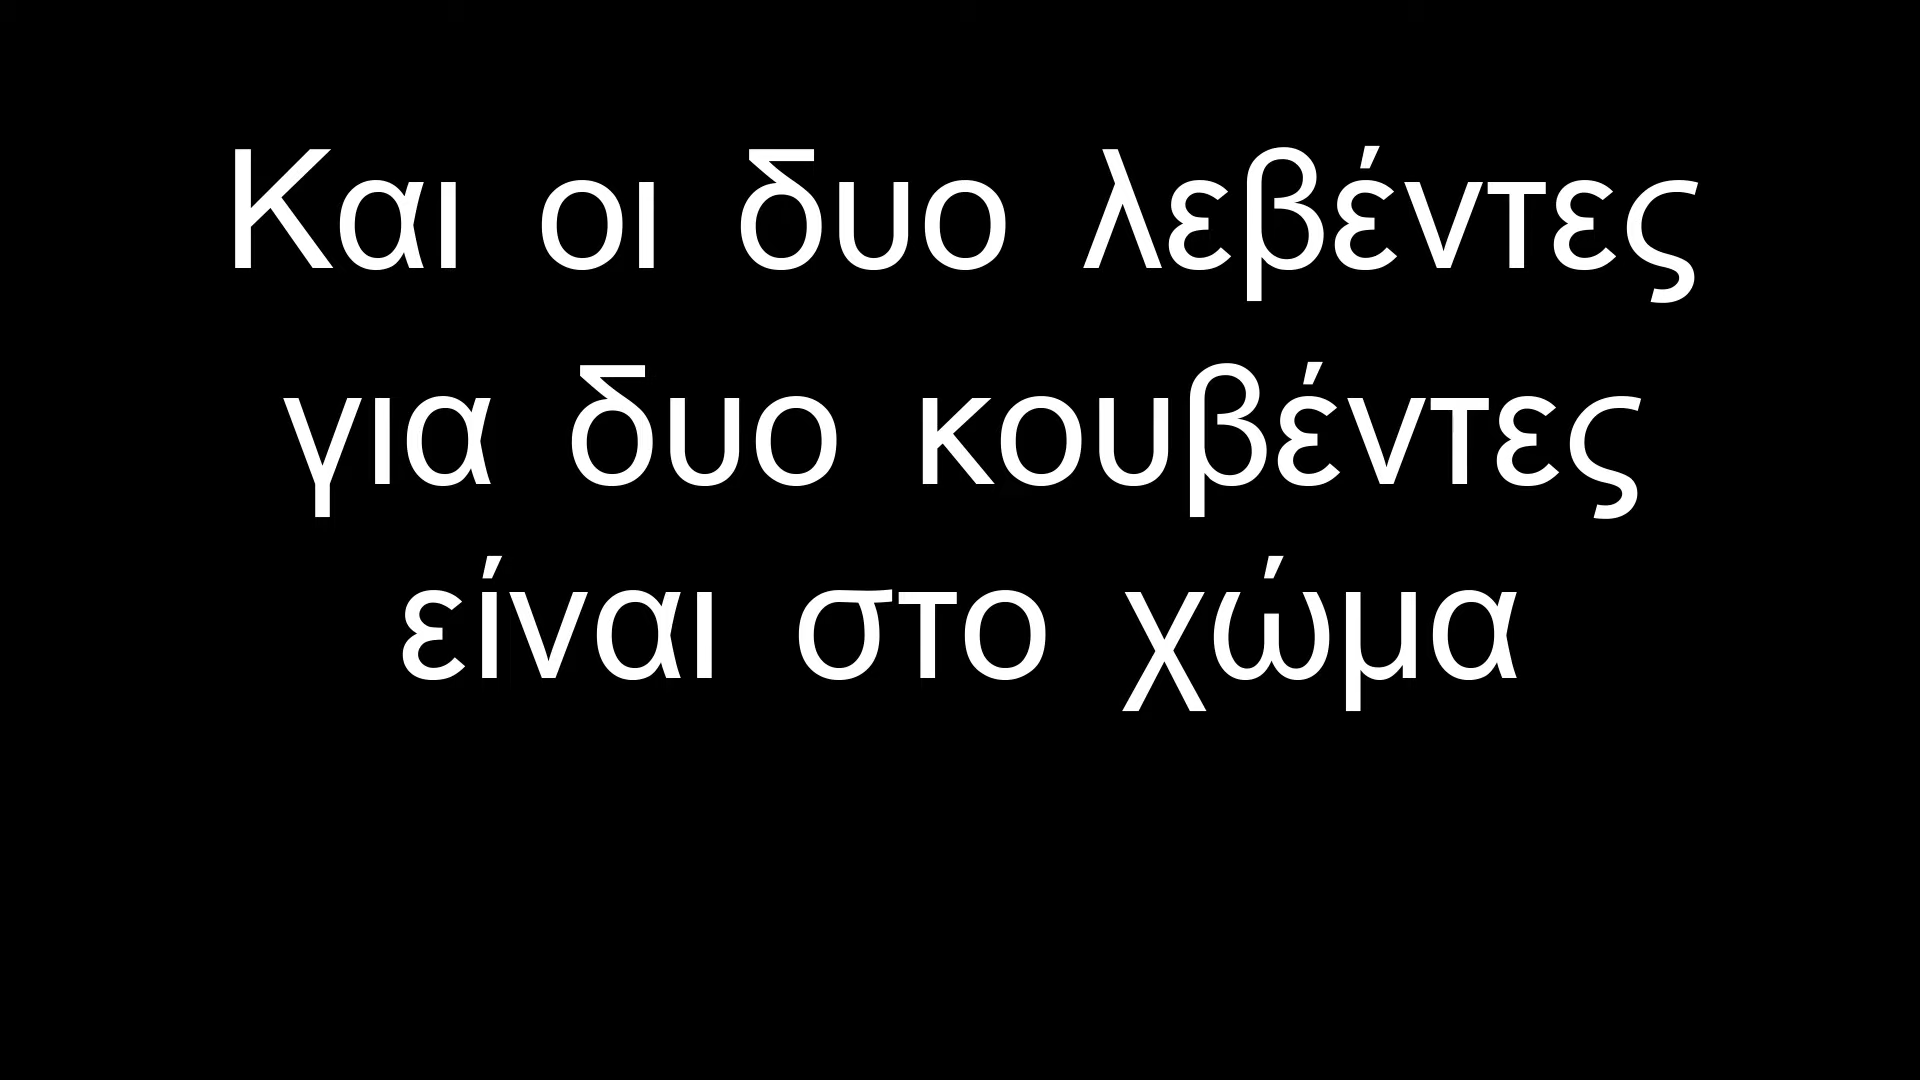 Και οι δυο λεβέντες
για δυο κουβέντες
είναι στο χώμα